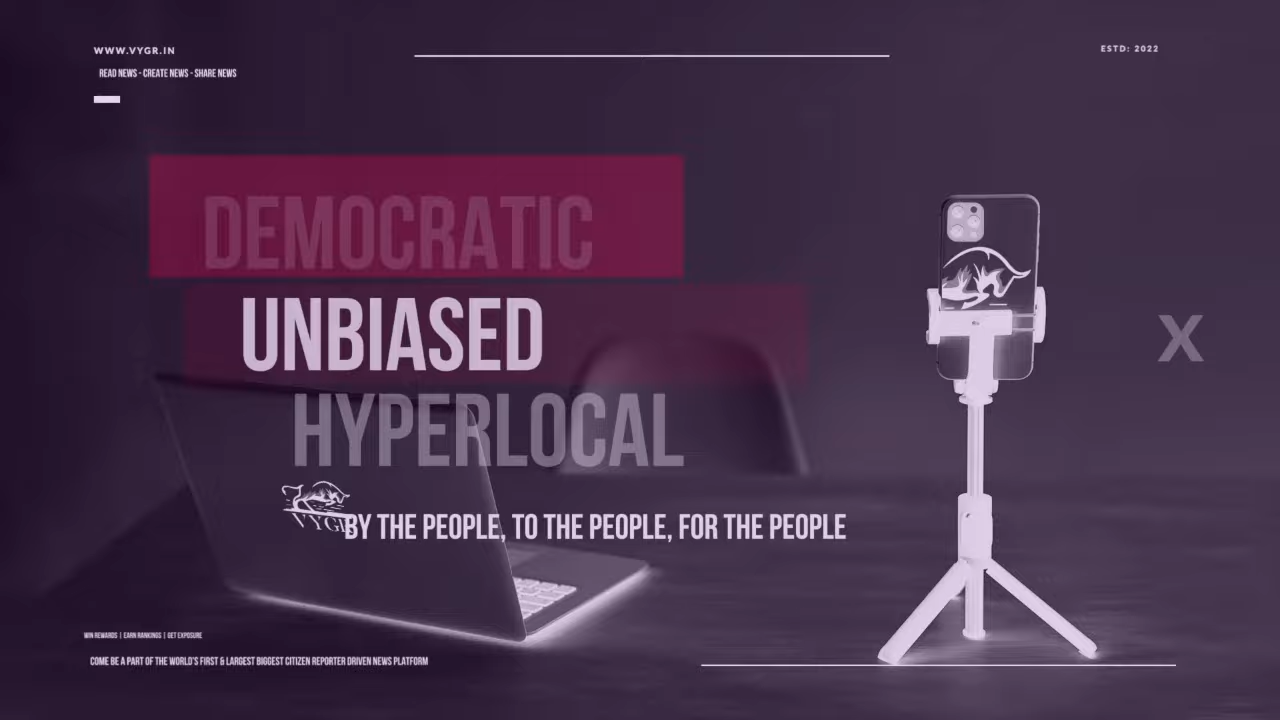 WWW.VYGR.IN
ESTD: 2022
READ NEWS - CREATE NEWS - SHARE NEWS
DEMOCRATIC
UNBIASED
X
HYPERLOCAL
VYGR
BY THE PEOPLE, TO THE PEOPLE, FOR THE PEOPLE
WIN REWARDS | EARN RANKINGS | GET EXPOSURE
COME BE A PART OF THE WORLD'S FIRST & LARGEST BIGGEST CITIZEN REPORTER DRIVEN NEWS PLATFORM